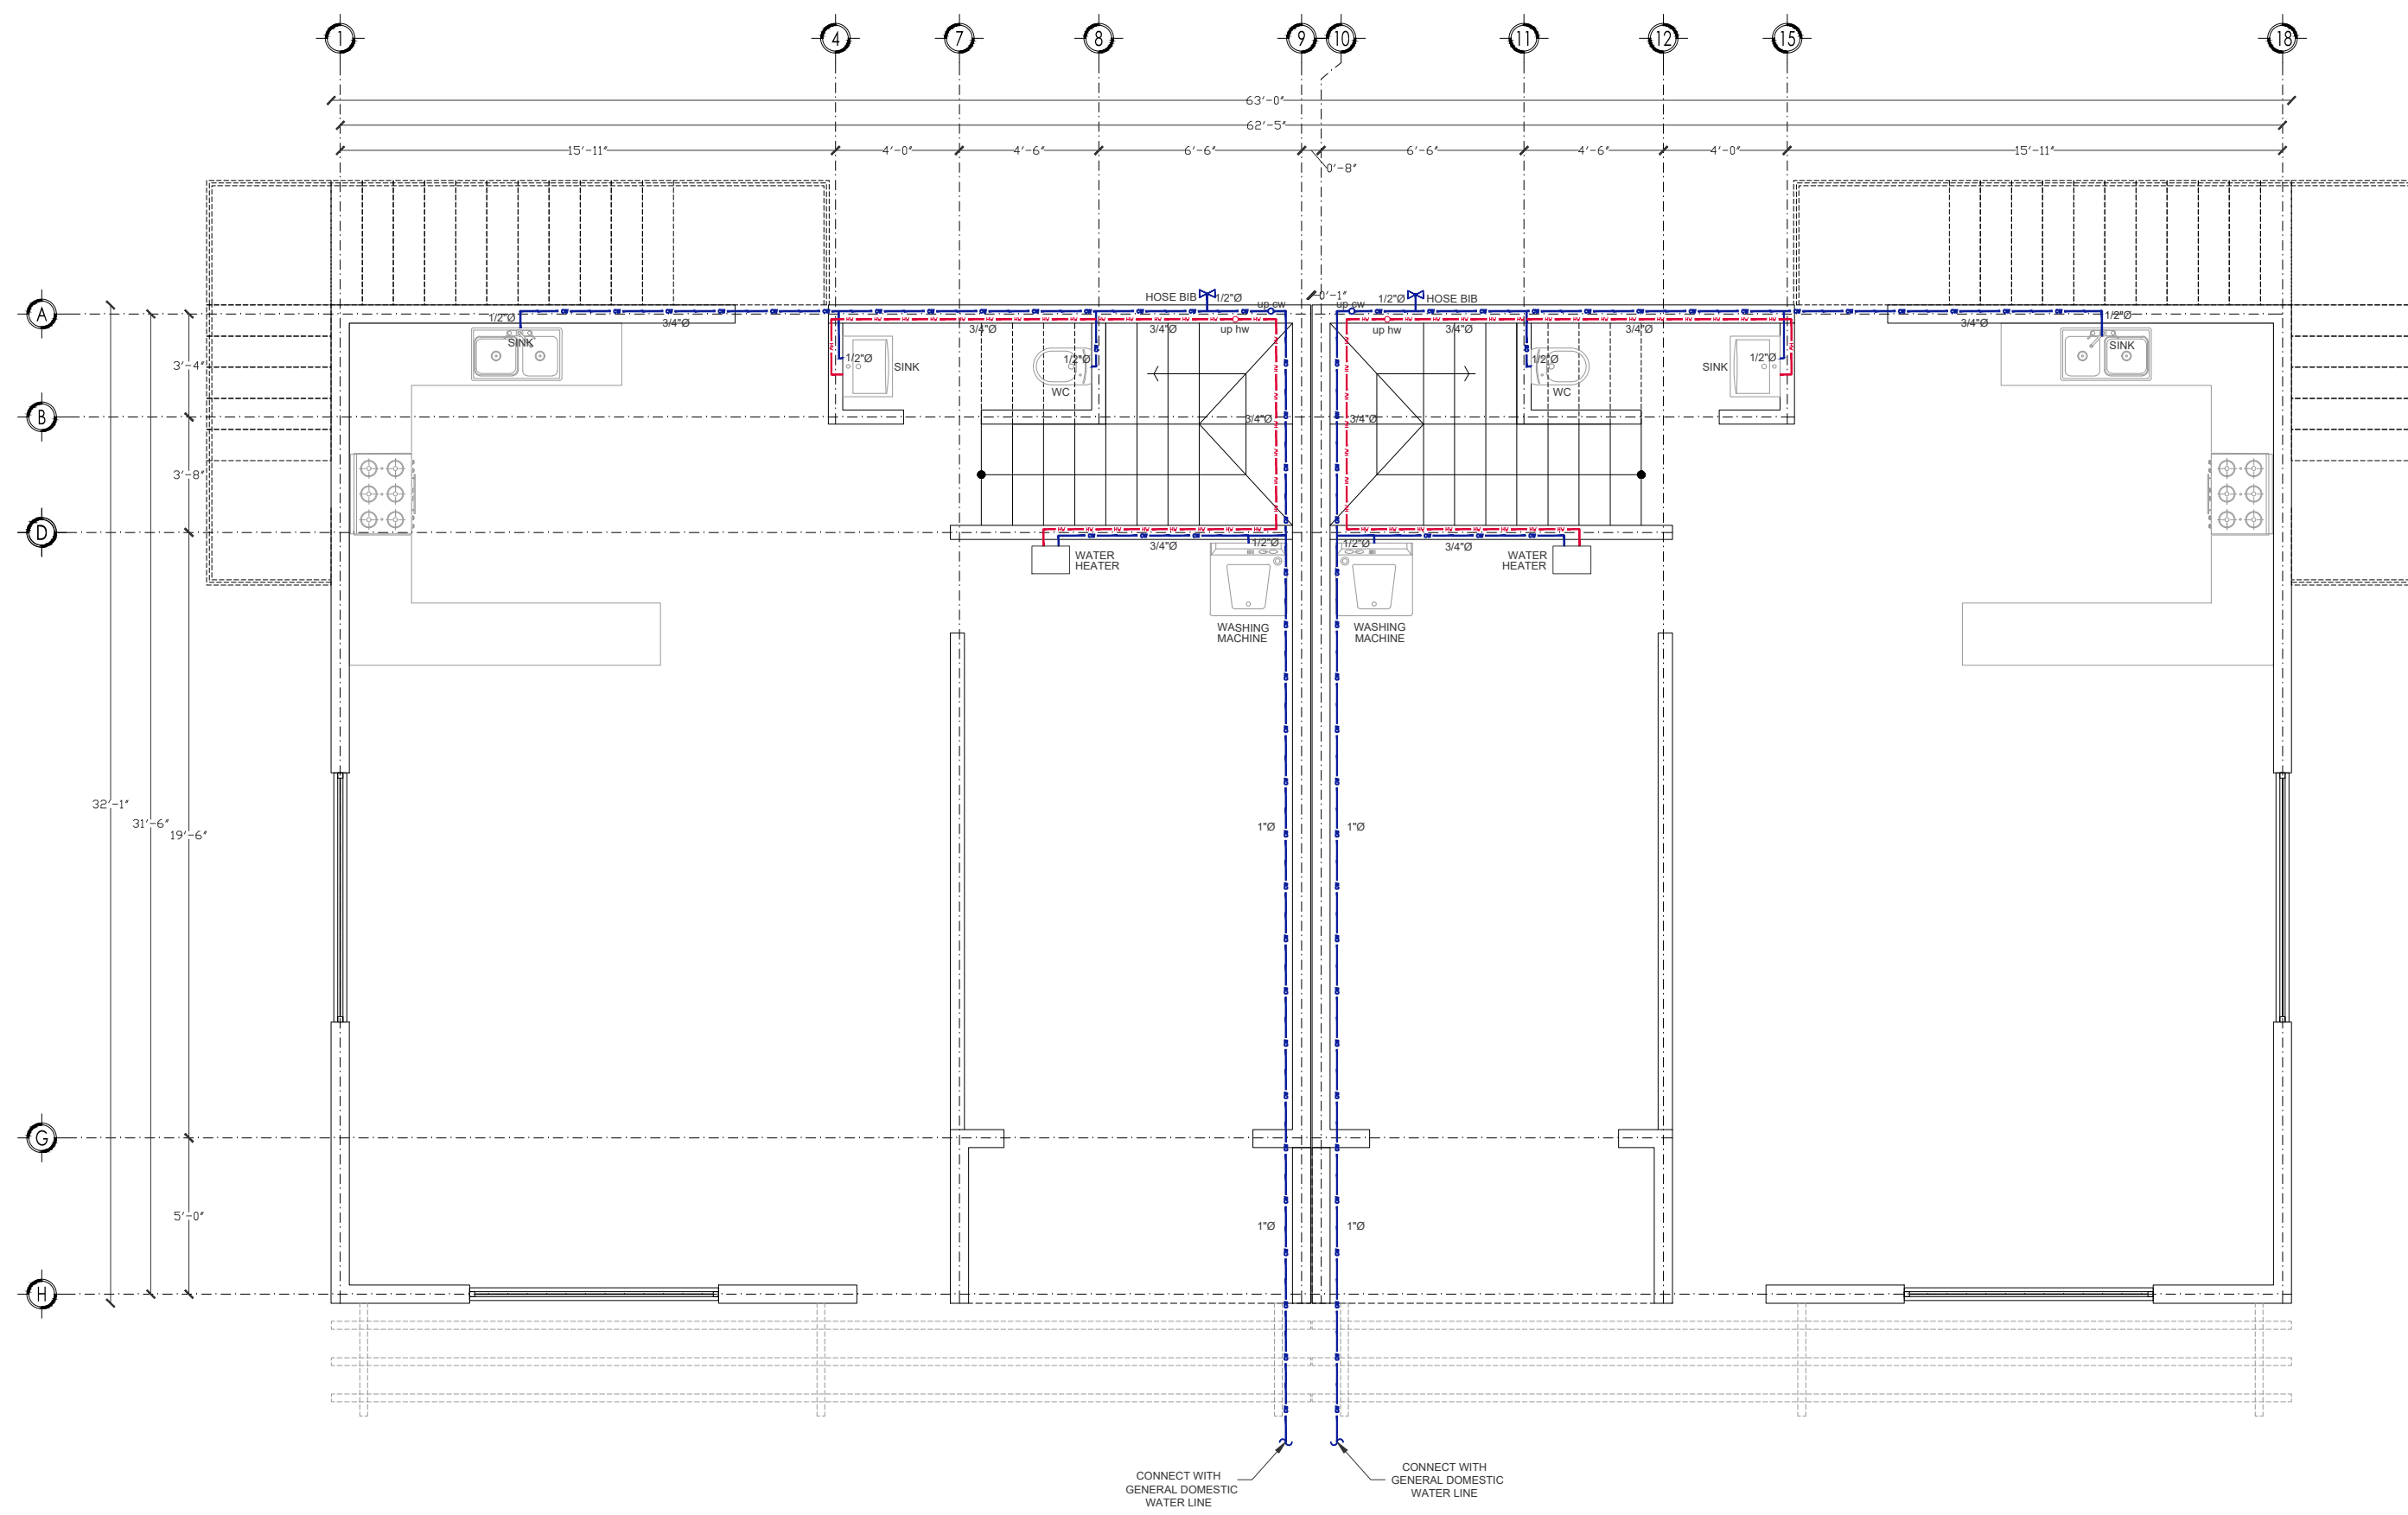 1 4 7 8 9 10 11 12 15 18
63'-0"
62'-5"
15'-11" 4'-0" 4'-6" 6'-6" 6'-6" 4'-6" 4'-0" 15'-11"
0'-8"
HOSE BIB 1/2"Ø 0'-1" 1/2"Ø HOSE BIB
up cw up cw
A
1/2"Ø 3/4"Ø 3/4"Ø 3/4"Ø up hw up hw 3/4"Ø 3/4"Ø 3/4"Ø 1/2"Ø
SINK SINK
1/2"Ø 1/2"Ø 1/2"Ø 1/2"Ø
3'-4" SINK SINK
WC WC
B 3/4"Ø 3/4"Ø
3'-8"
D
3/4"Ø 1/2"Ø 1/2"Ø 3/4"Ø
WATER WATER
HEATER HEATER
WASHING WASHING
MACHINE MACHINE
32'-1"
31'-6" 1"Ø 1"Ø
19'-6"
G
5'-0"
1"Ø 1"Ø
H
CONNECT WITH
GENERAL DOMESTIC
WATER LINE
CONNECT WITH
GENERAL DOMESTIC
WATER LINE